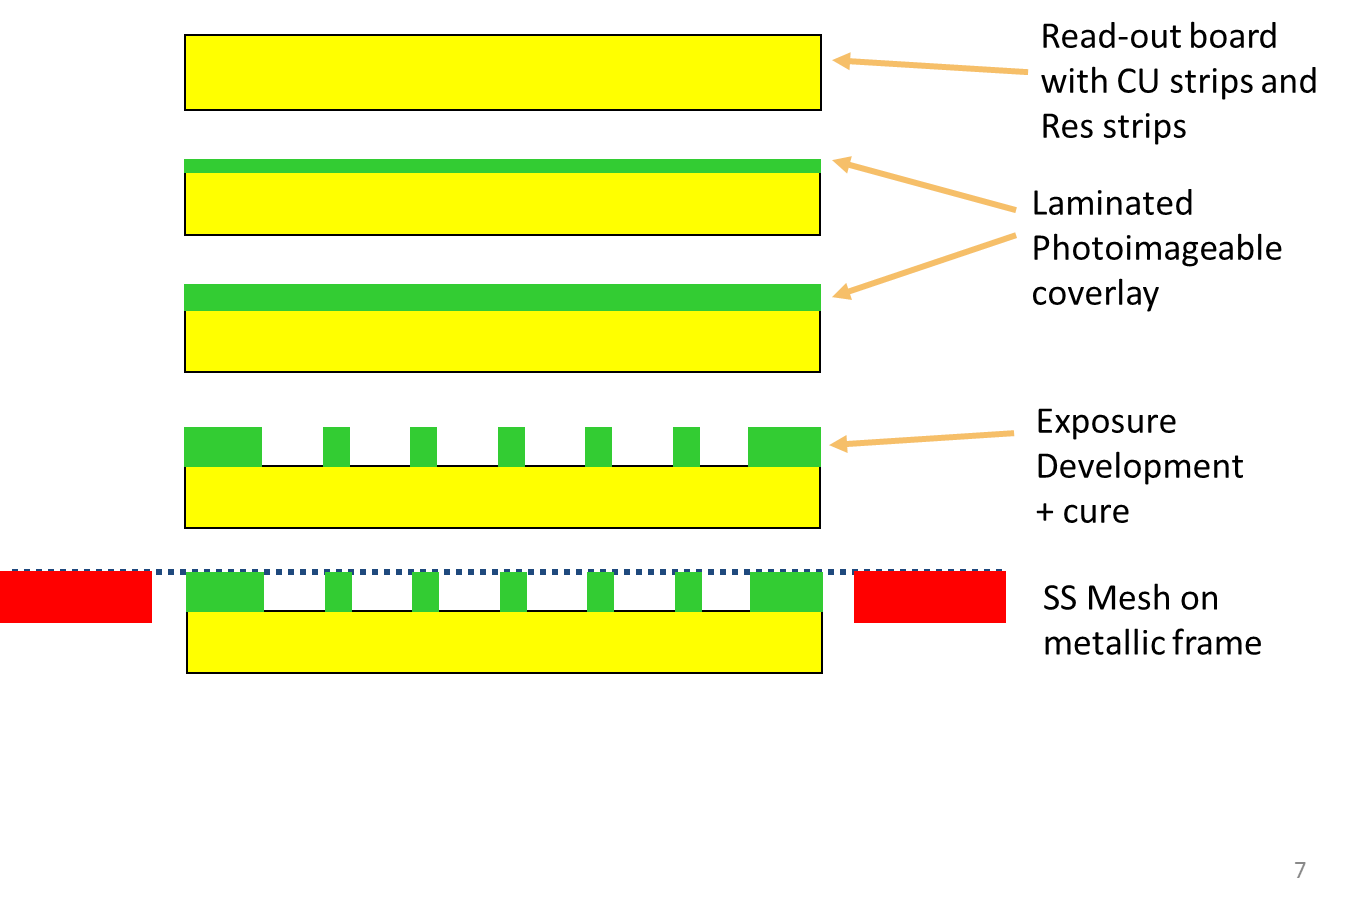 Read-out board
with CU strips and
Res strips
Laminated
Photoimageable
coverlay
Exposure
Development
+ cure
SS Mesh on
metallic frame
7